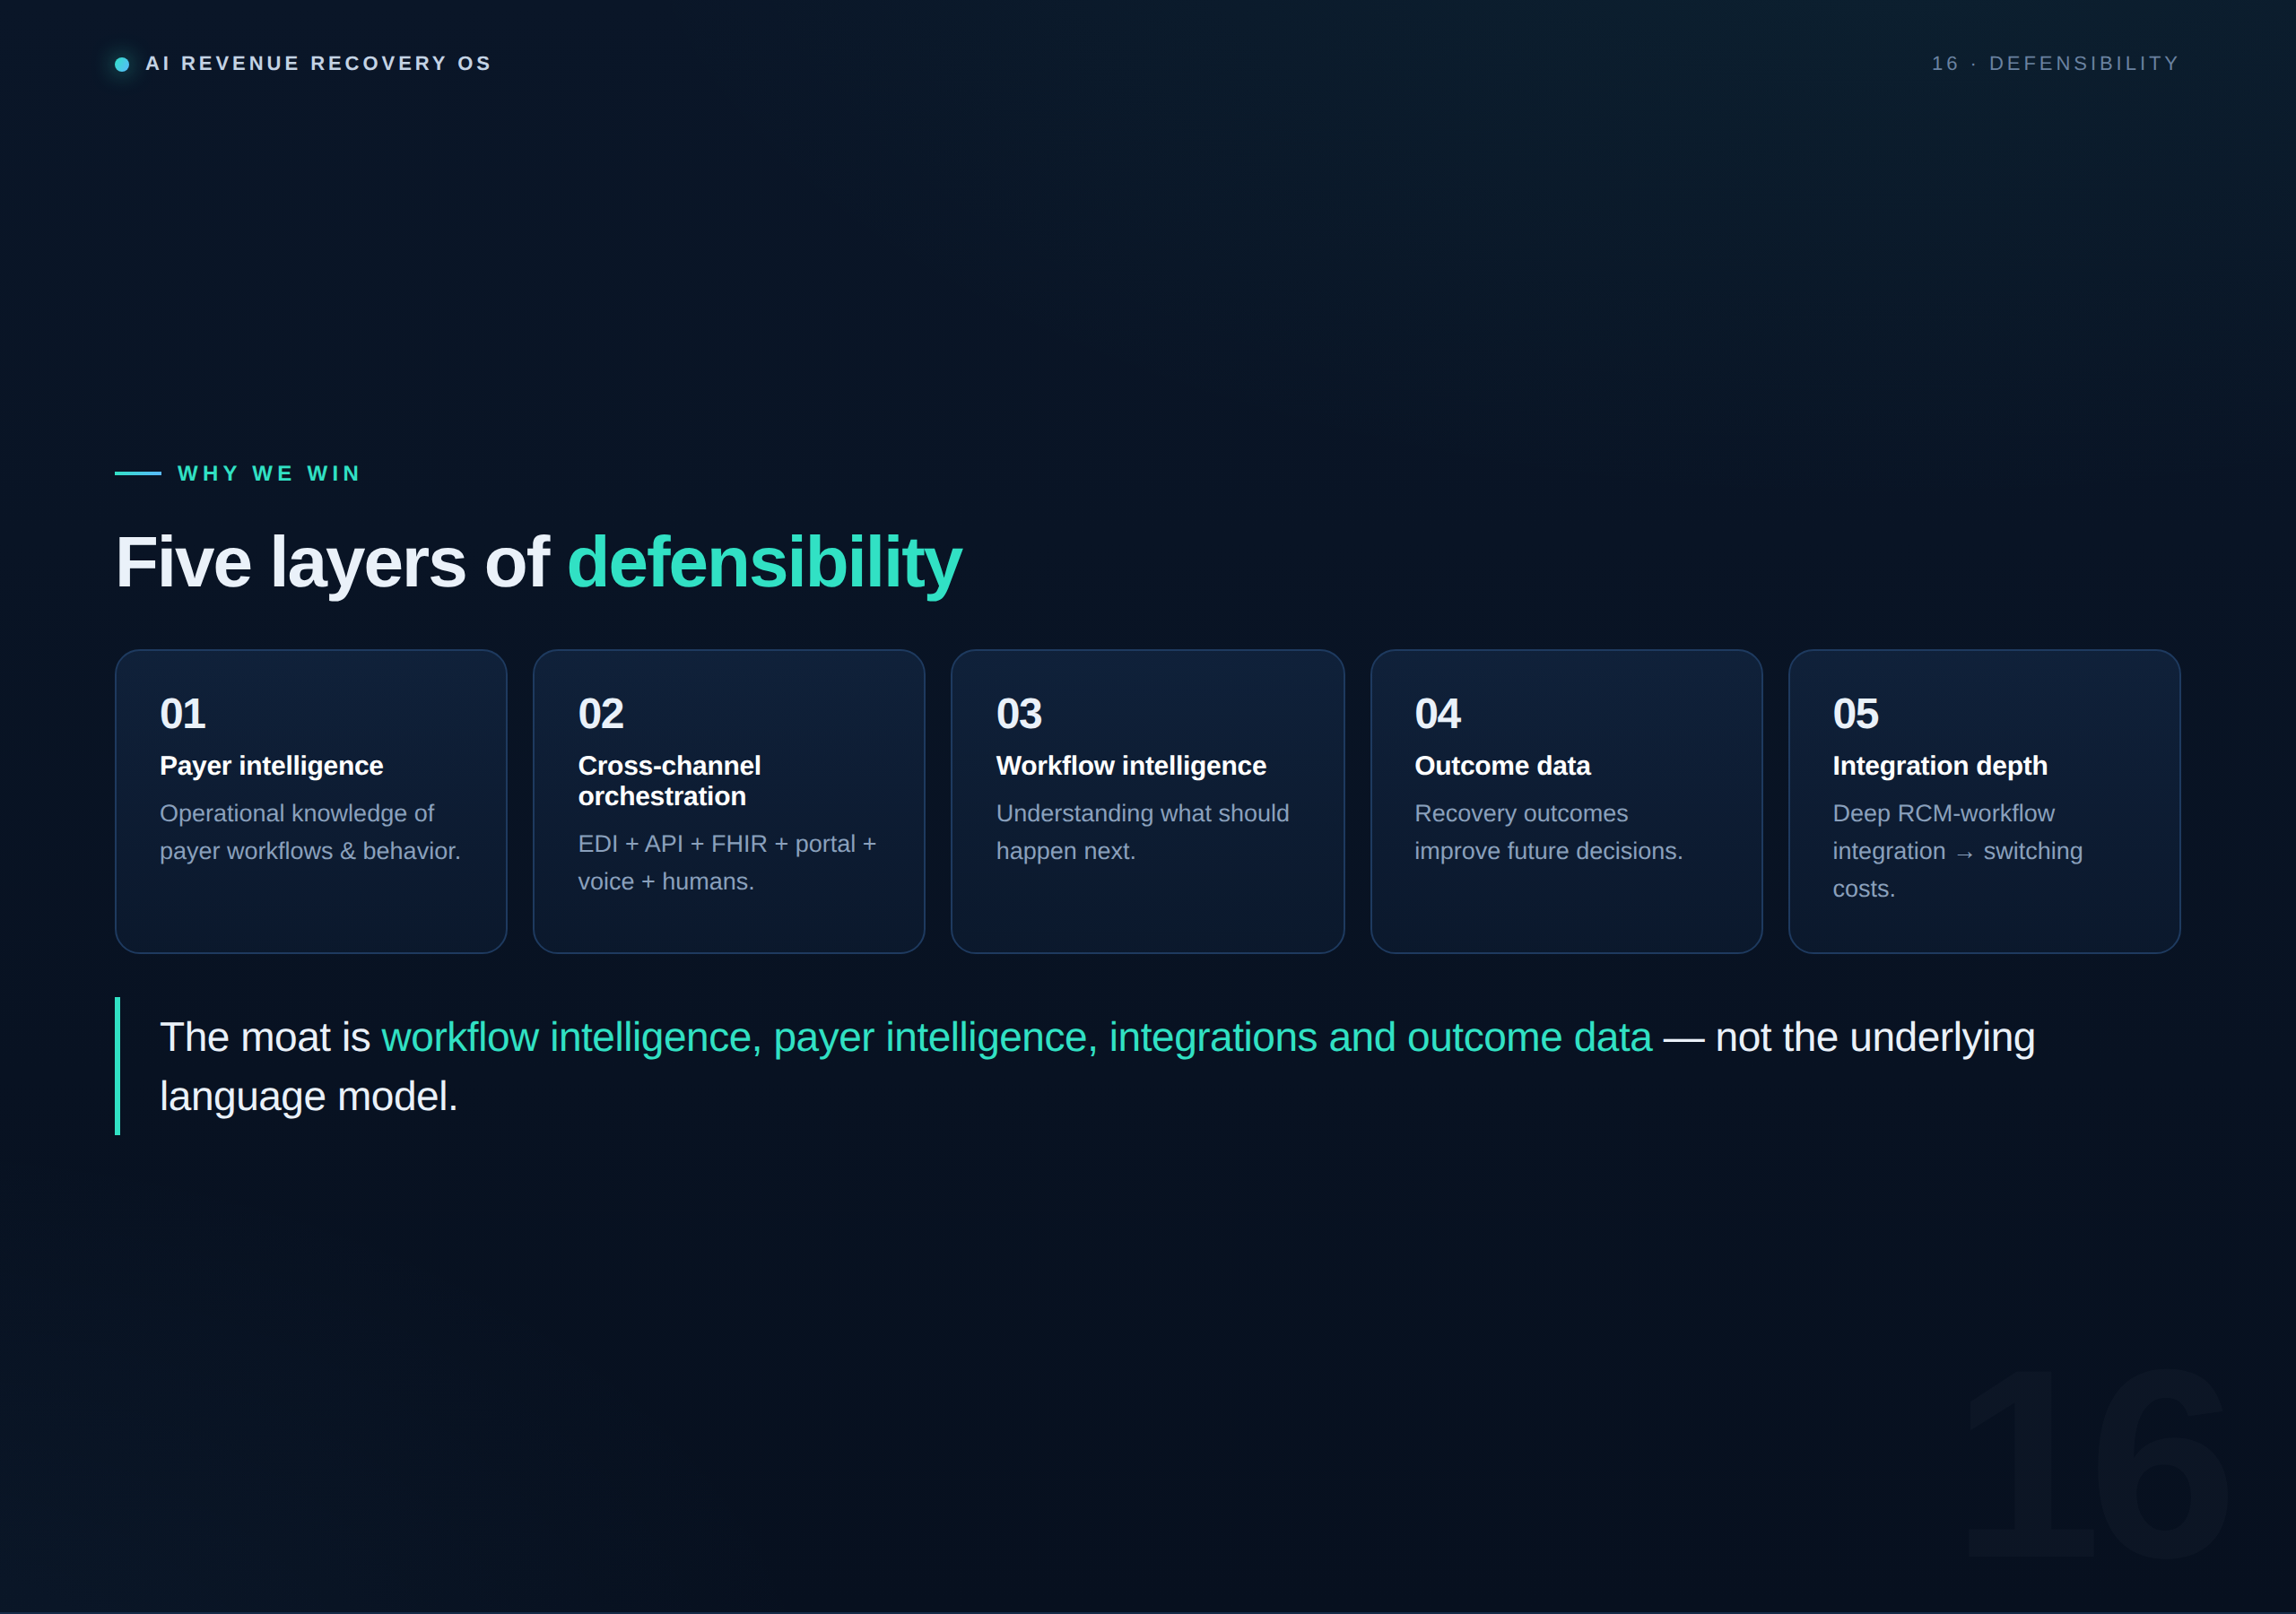 AI REVENUE RECOVERY OS
16 · DEFENSIBILITY
WHY WE WIN
Five layers of defensibility
01
Payer intelligence
Operational knowledge of
payer workflows & behavior.
02
Cross-channel
orchestration
EDI + API + FHIR + portal +
voice + humans.
03
Workflow intelligence
Understanding what should
happen next.
04
Outcome data
Recovery outcomes
improve future decisions.
05
Integration depth
Deep RCM-workflow
integration → switching
costs.
The moat is workflow intelligence, payer intelligence, integrations and outcome data — not the underlying
language model.
16